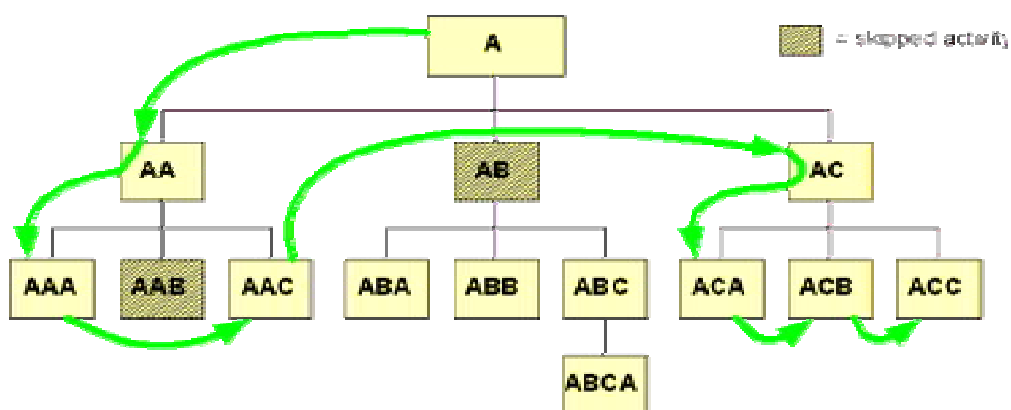 A
= skipped activity
AA
AB
AC
AAA
AAB
AAC
ABA
ABB
ABC
ACA
ACB
ACC
ABCA